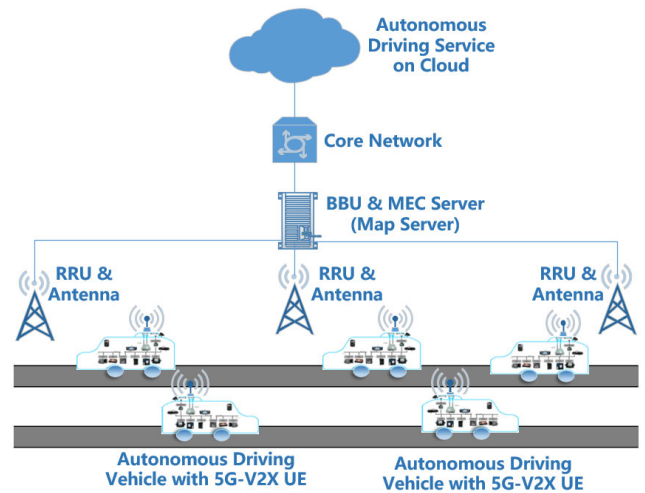 Autonomous
Driving Service
on Cloud
Core Network
BBU & MEC Server
(Map Server)
RRU &
Antenna
RRU &
Antenna
RRU &
Antenna
Autonomous Driving
Vehicle with 5G-V2X UE
Autonomous Driving
Vehicle with 5G-V2X UE